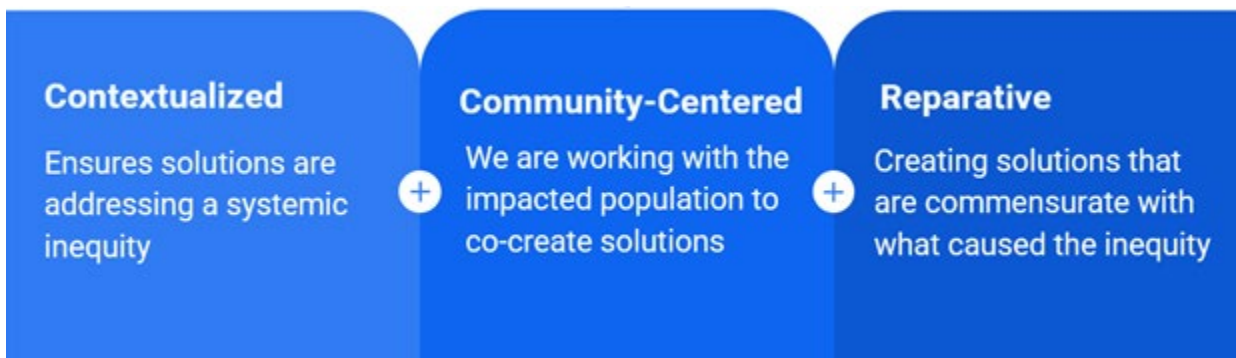 Contextualized
Ensures solutions are
addressing a systemic
inequity
+
Community-Centered
We are working with the
impacted population to
co-create solutions
+
Reparative
Creating solutions that
are commensurate with
what caused the inequity